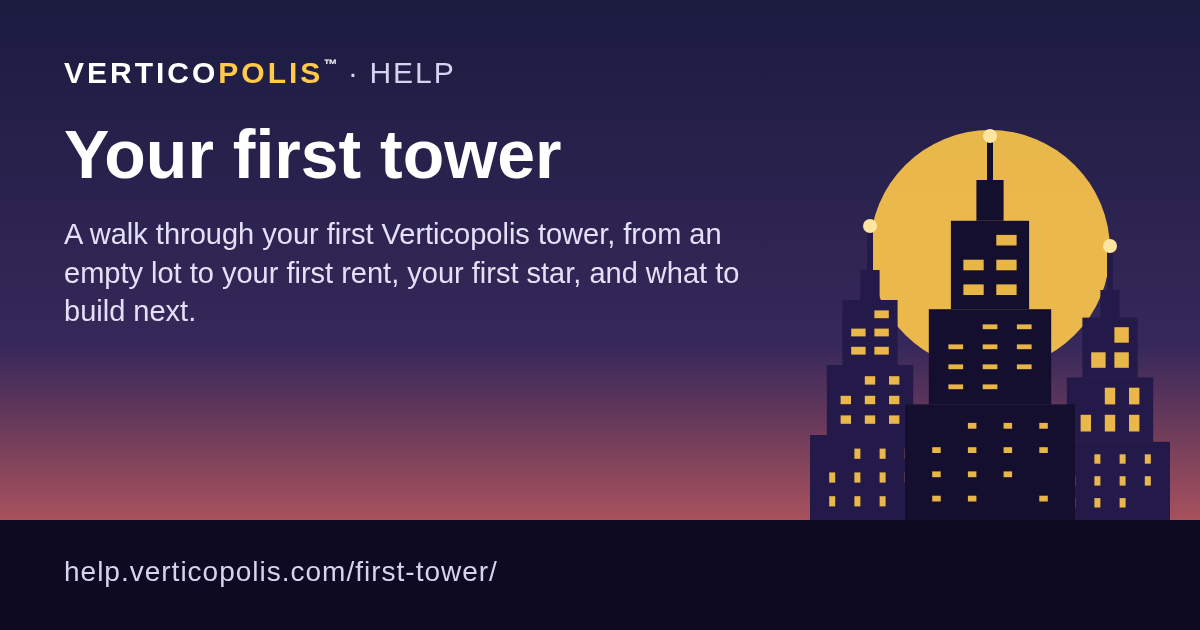 VERTICOPOLIS™ · HELP
Your first tower
A walk through your first Verticopolis tower, from an
empty lot to your first rent, your first star, and what to
build next.
help.verticopolis.com/first-tower/